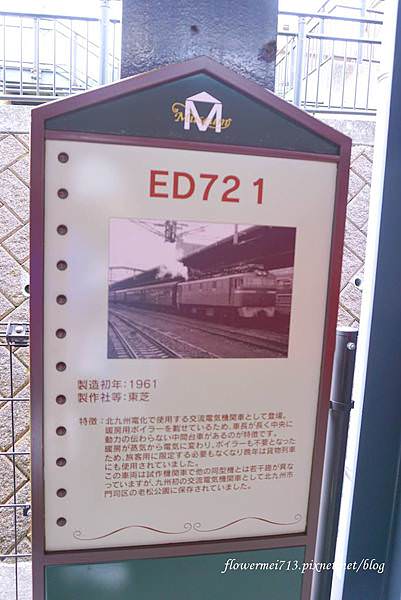 Museum
M
ED72 1
製造初年：1961
製作社等：東芝
特徴：北九州電化で使用する交流電気機関車として登場。
暖房用ボイラーを載せているため、車長が長く中央に
動力の伝わらない中間台車があるのが特徴です。
暖房が蒸気から電気に変わり、ボイラーも不要となった
ため、旅客用に限定する必要もなくなり晩年は貨物列車
にも使用されていました。
この車両は試作機関車で他の同型機とは若干趣が異な
っていますが、九州初の交流電気機関車として北九州市
門司区の老松公園に保存されていました。
flowermei713.pixnet.net/blog